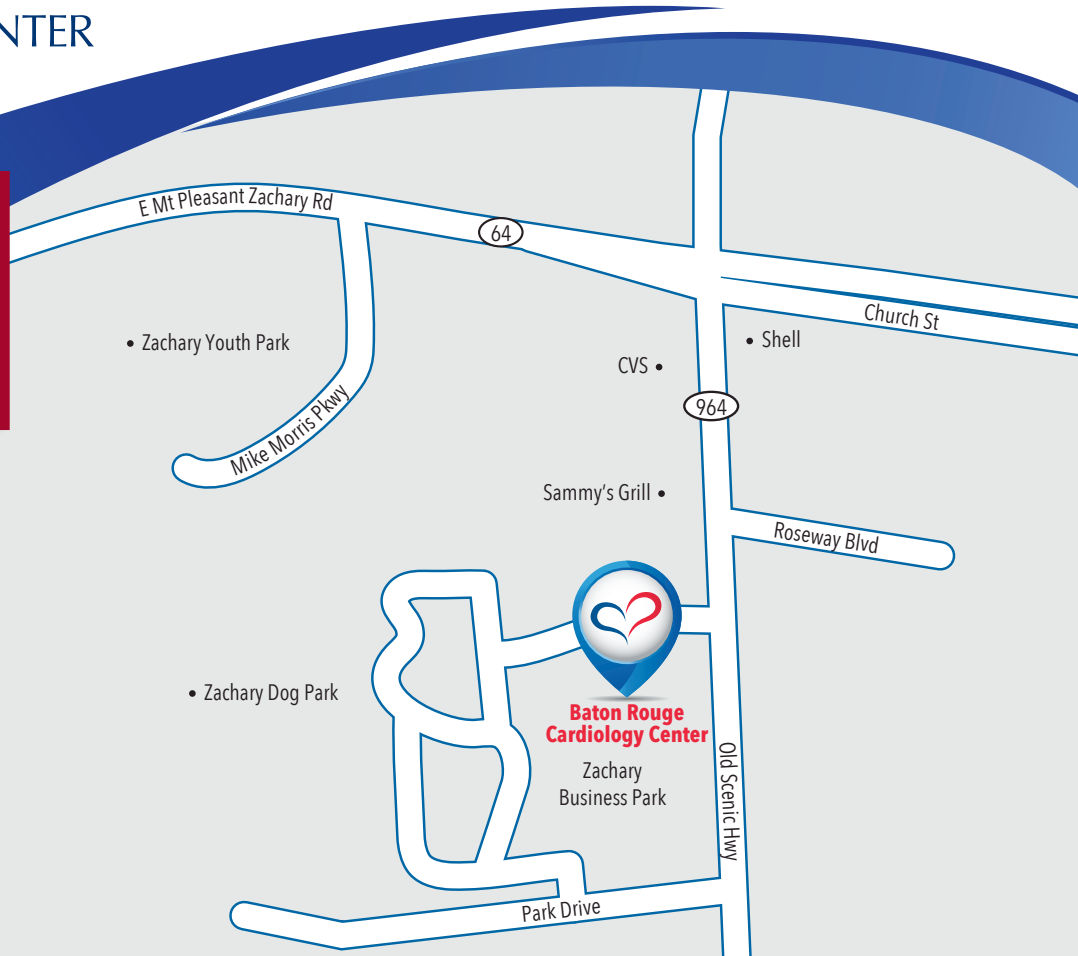 NTER
E Mt Pleasant Zachary Rd
64
Church St
Zachary Youth Park
Shell
CVS
964
Mike Morris Pkwy
Sammy’s Grill
Roseway Blvd
Zachary Dog Park
Baton Rouge
Cardiology Center
Zachary
Business Park
Old Scenic Hwy
Park Drive